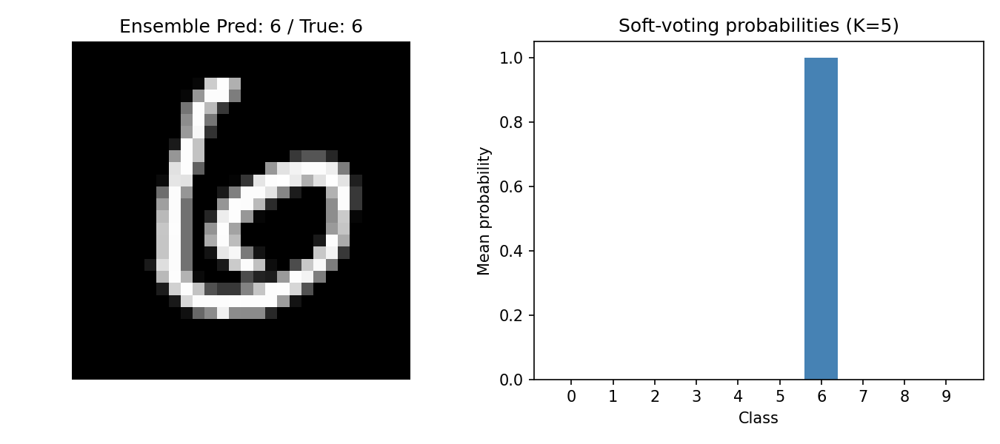 Ensemble Pred: 6 / True: 6
6
Soft-voting probabilities (K=5)
Mean probability
1.0
0.8
0.6
0.4
0.2
0.0
0 1 2 3 4 5 6 7 8 9
Class